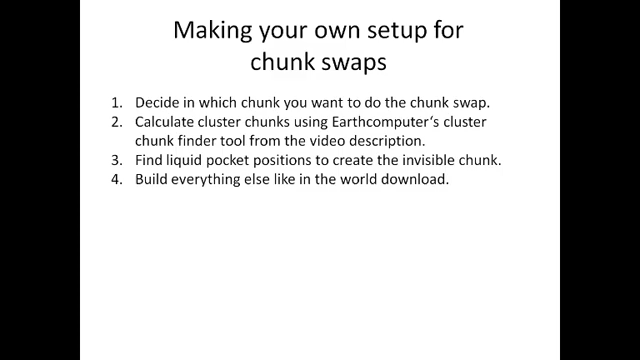 Making your own setup for
chunk swaps
1. Decide in which chunk you want to do the chunk swap.
2. Calculate cluster chunks using Earthcomputer‘s cluster
chunk finder tool from the video description.
3. Find liquid pocket positions to create the invisible chunk.
4. Build everything else like in the world download.